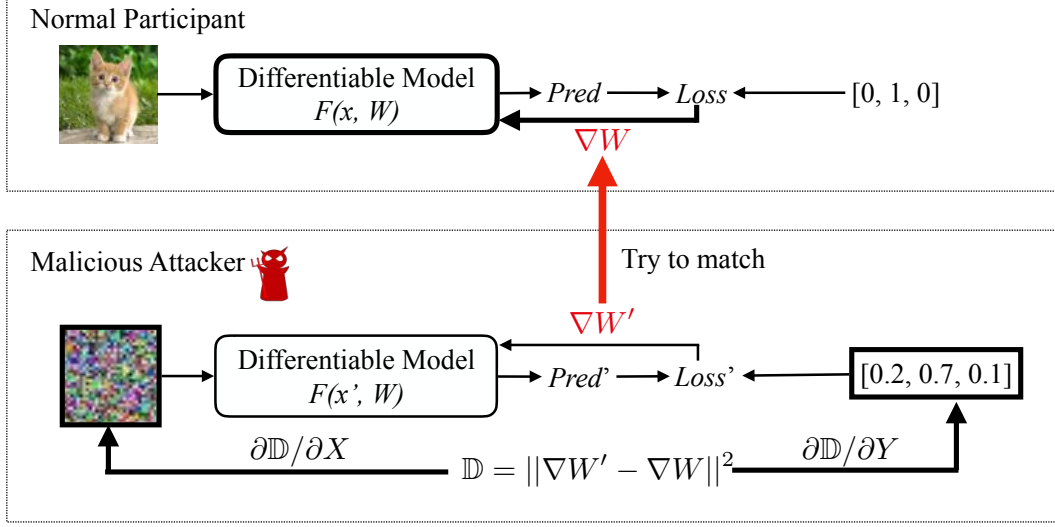 Normal Participant
Differentiable Model
F(x, W)
Pred
Loss
[0, 1, 0]
∇W
Try to match
Malicious Attacker
∇W′
Differentiable Model
F(x’, W)
Pred’
Loss’
[0.2, 0.7, 0.1]
∂𝔻/∂X
𝔻 = ||∇W′ − ∇W||²
∂𝔻/∂Y